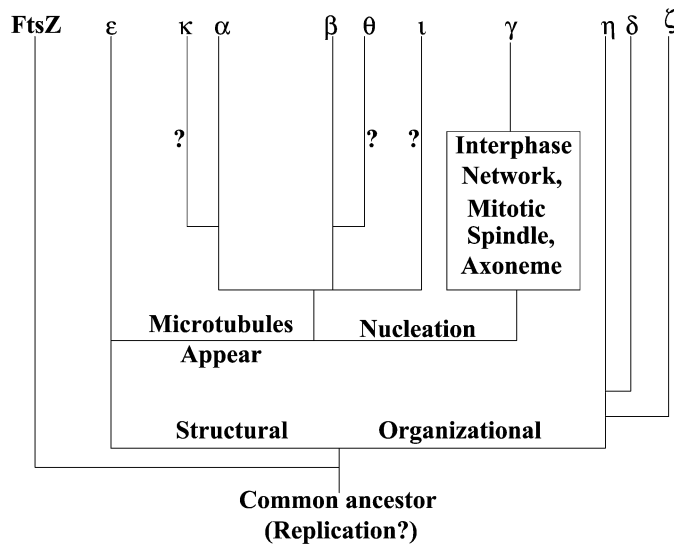 FtsZ ε κ α β θ ι γ η δ ζ
? ? ?
Interphase
Network,
Mitotic
Spindle,
Axoneme
Microtubules Nucleation
Appear
Structural Organizational
Common ancestor
(Replication?)